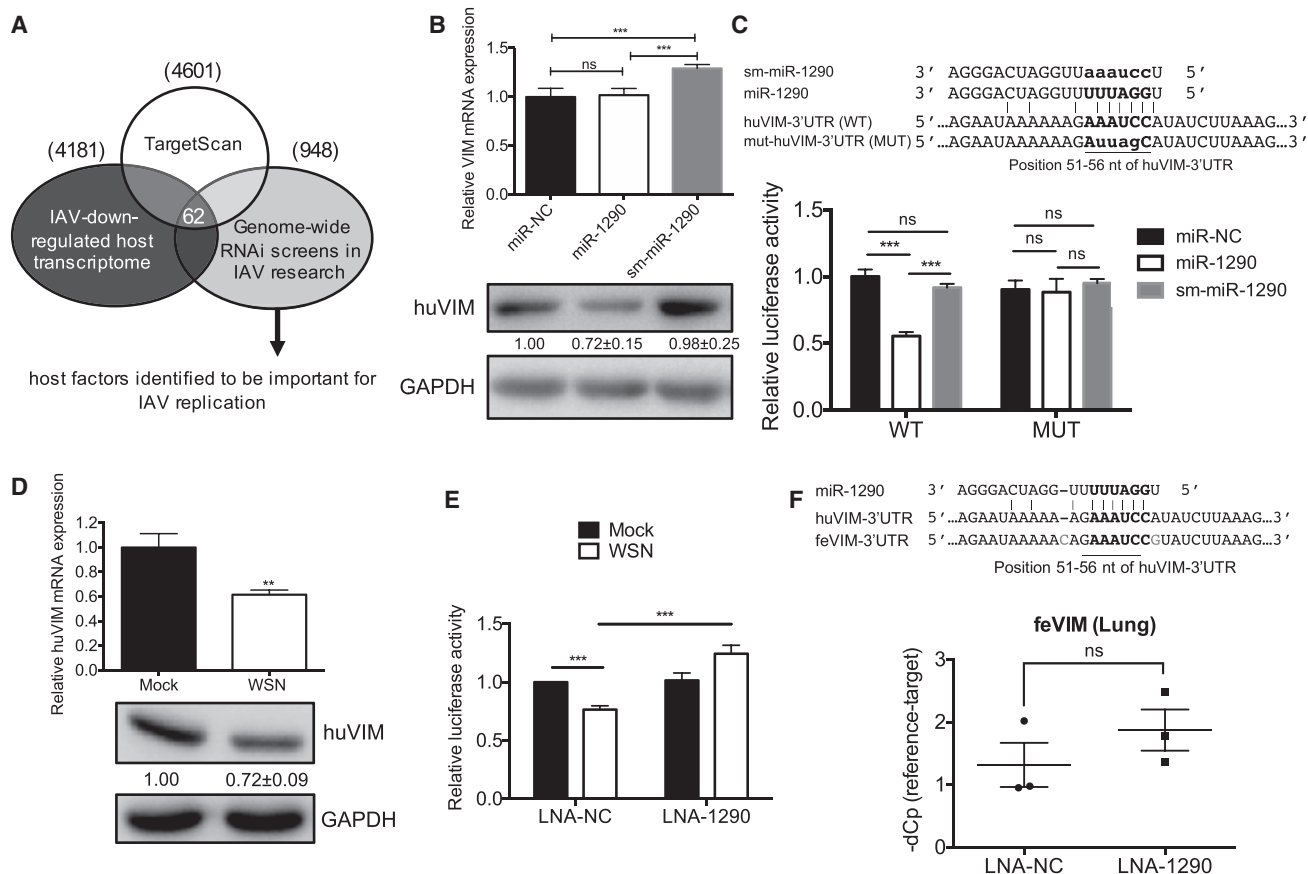 A
(4601)
TargetScan
(4181)
(948)
62
IAV-down-
regulated host
transcriptome
Genome-wide
RNAi screens in
IAV research
host factors identified to be important for
IAV replication
B
Relative VIM mRNA expression
1.5
1.0
0.5
0.0
***
***
ns
miR-NC
miR-1290
sm-miR-1290
huVIM
1.00 0.72±0.15 0.98±0.25
GAPDH
C
sm-miR-1290 3’ AGGGACUAGGUUaaauccU 5’
miR-1290 3’ AGGGACUAGGUUUUUAGGU 5’
huVIM-3’UTR (WT) 5’…AGAAUAAAAAAGAAAUCCAUAUCUUAAAG…3’
mut-huVIM-3’UTR (MUT) 5’…AGAAUAAAAAAGAuuagCAUAUCUUAAAG…3’
Position 51-56 nt of huVIM-3’UTR
Relative luciferase activity
1.5
1.0
0.5
0.0
ns
***
***
ns
ns
ns
WT
MUT
miR-NC
miR-1290
sm-miR-1290
D
Relative huVIM mRNA expression
1.2
1.0
0.8
0.6
0.4
0.2
0.0
**
Mock
WSN
huVIM
1.00 0.72±0.09
GAPDH
E
Mock
WSN
Relative luciferase activity
1.5
1.0
0.5
0.0
***
***
LNA-NC
LNA-1290
F
miR-1290 3’ AGGGACUAGG-UUUUUAGGU 5’
huVIM-3’UTR 5’…AGAAUAAAAA-AGAAAUCCAUAUCUUAAAG…3’
feVIM-3’UTR 5’…AGAAUAAAAACAGAAAUCCGUAUCUUAAAG…3’
Position 51-56 nt of huVIM-3’UTR
feVIM (Lung)
-dCp (reference-target)
3
2
1
0
ns
LNA-NC
LNA-1290